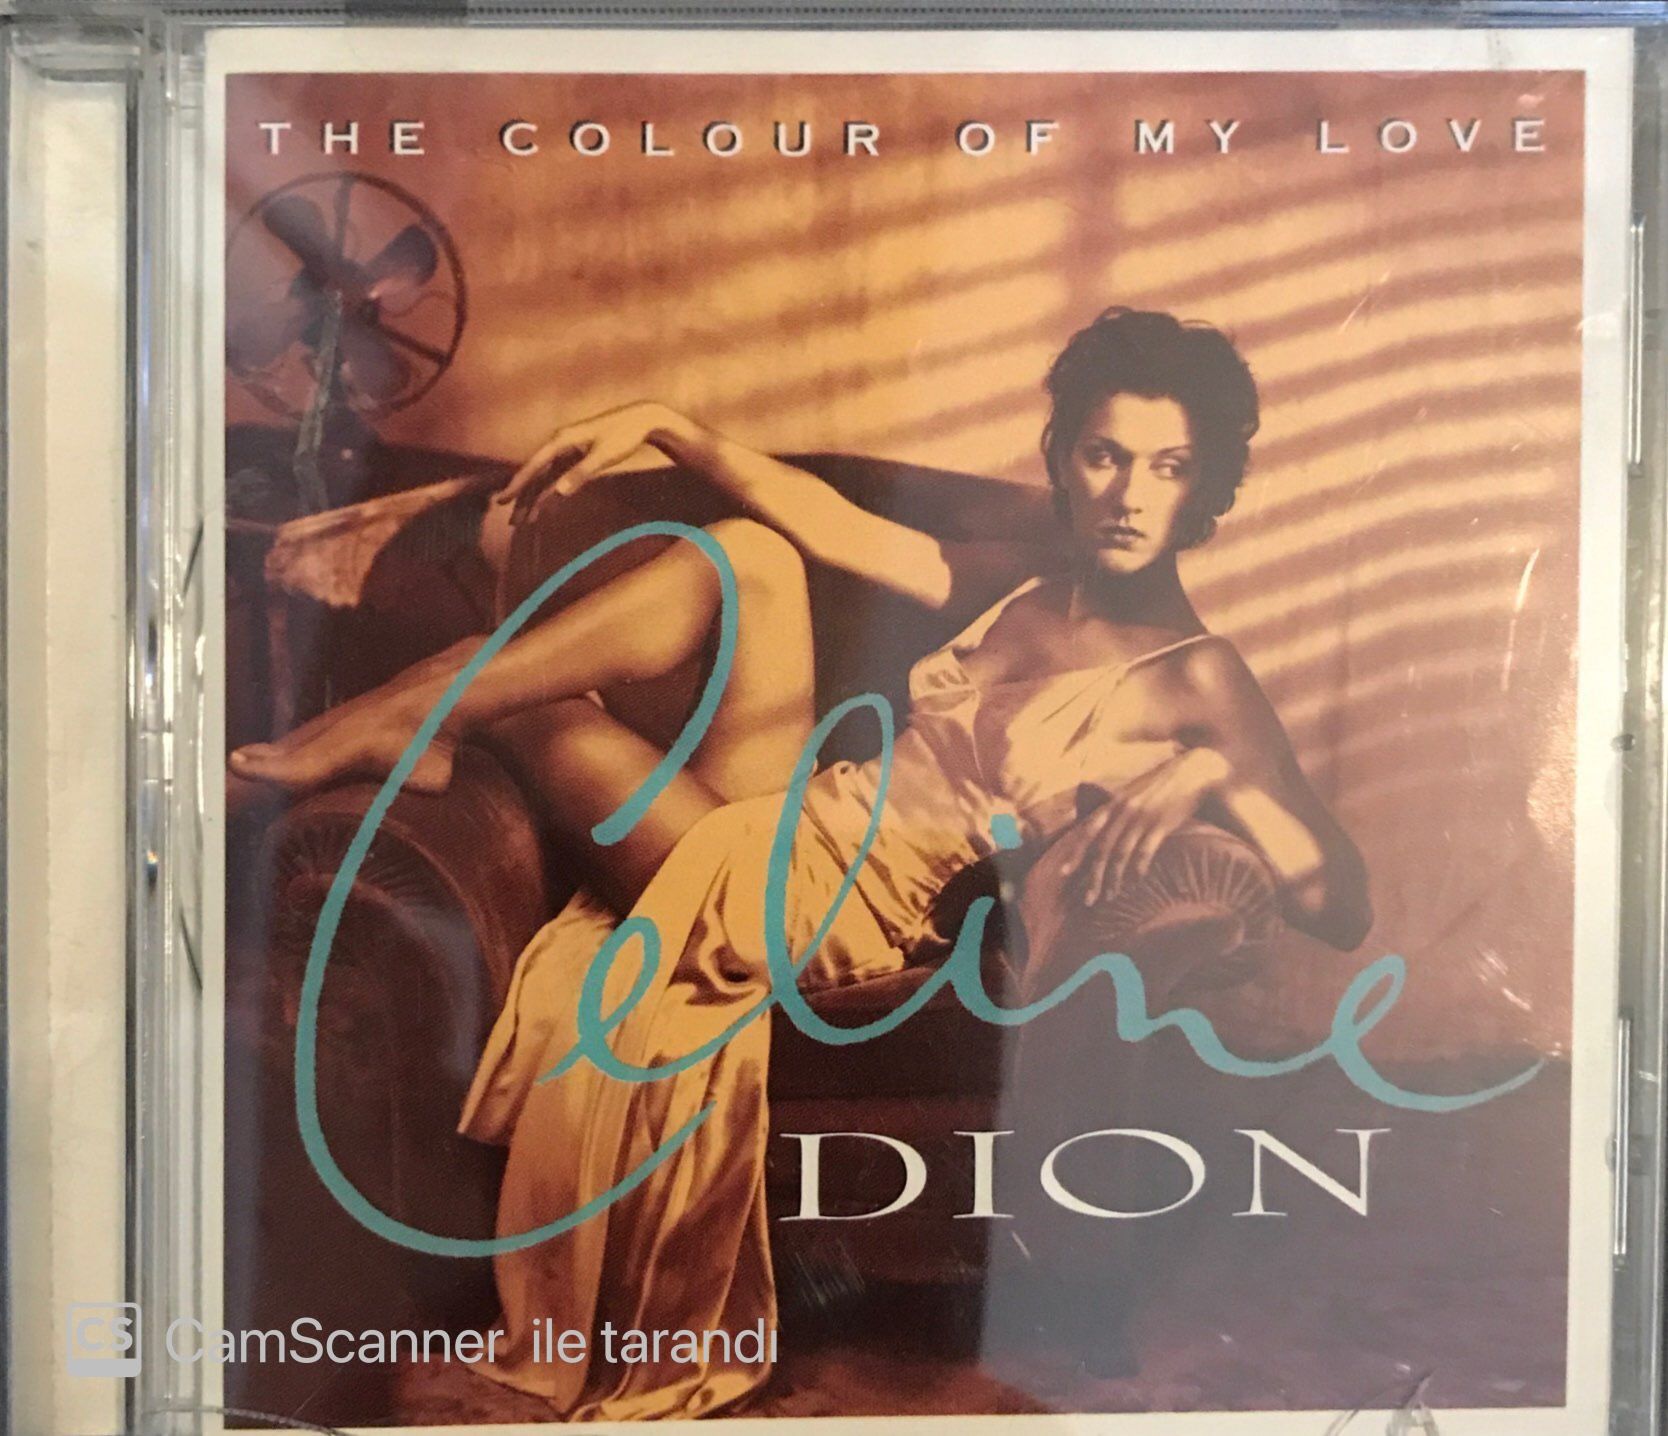 THE COLOUR OF MY LOVE
Celine
DION
CS CamScanner ile tarandı